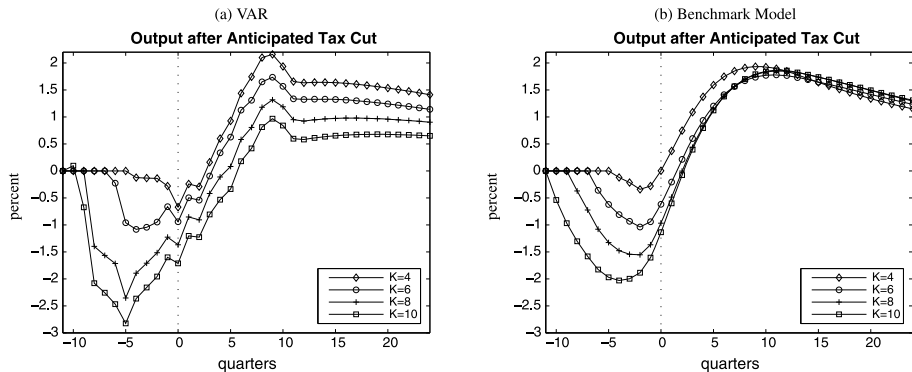 (a) VAR
Output after Anticipated Tax Cut
2
1.5
1
0.5
0
−0.5
−1
−1.5
−2
−2.5
−3
percent
−10
−5
0
5
10
15
20
quarters
K=4
K=6
K=8
K=10
(b) Benchmark Model
Output after Anticipated Tax Cut
2
1.5
1
0.5
0
−0.5
−1
−1.5
−2
−2.5
−3
percent
−10
−5
0
5
10
15
20
quarters
K=4
K=6
K=8
K=10